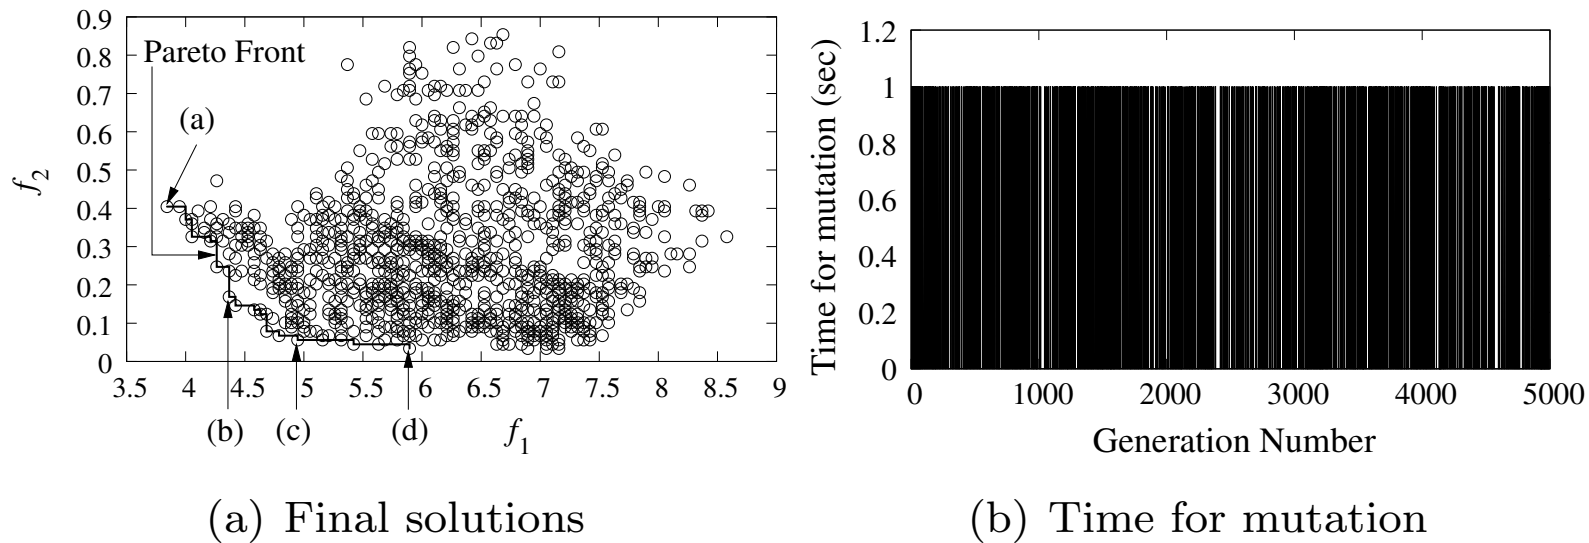 0.9
0.8
0.7
0.6
0.5
0.4
0.3
0.2
0.1
0
f2
Pareto Front
(a)
3.5 4 4.5 5 5.5 6 6.5 7 7.5 8 8.5 9
(b) (c) (d) f1
(a) Final solutions
Time for mutation (sec)
1.2
1
0.8
0.6
0.4
0.2
0
0 1000 2000 3000 4000 5000
Generation Number
(b) Time for mutation